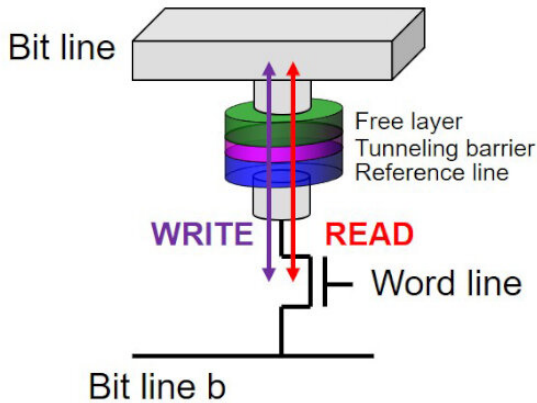 Bit line
Free layer
Tunneling barrier
Reference line
WRITE
READ
Word line
Bit line b